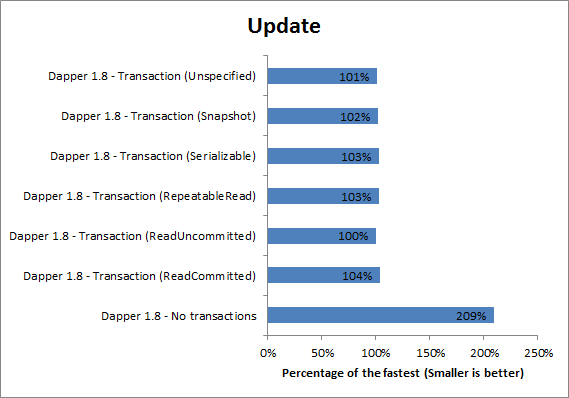 Update
Dapper 1.8 - Transaction (Unspecified) 101%
Dapper 1.8 - Transaction (Snapshot) 102%
Dapper 1.8 - Transaction (Serializable) 103%
Dapper 1.8 - Transaction (RepeatableRead) 103%
Dapper 1.8 - Transaction (ReadUncommitted) 100%
Dapper 1.8 - Transaction (ReadCommitted) 104%
Dapper 1.8 - No transactions 209%
0% 50% 100% 150% 200% 250%
Percentage of the fastest (Smaller is better)